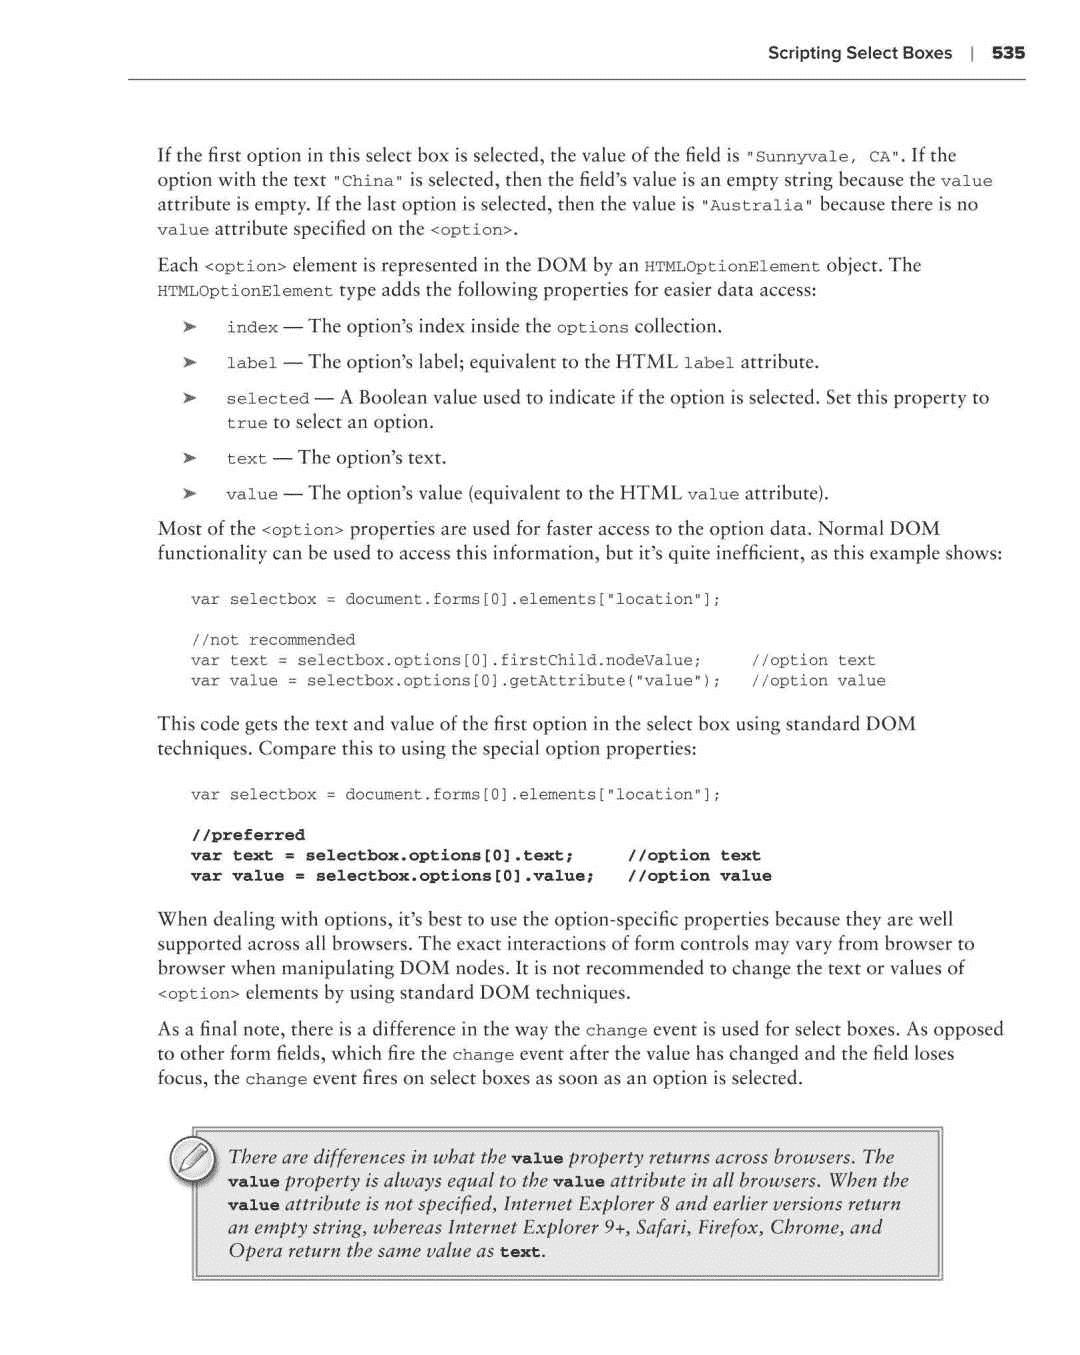 Scripting Select Boxes | 535
If the first option in this select box is selected, the value of the field is "Sunnyvale, CA". If the
option with the text "China" is selected, then the field's value is an empty string because the value
attribute is empty. If the last option is selected, then the value is "Australia" because there is no
value attribute specified on the <option>.
Each <option> element is represented in the DOM by an HTMLOptionElement object. The
HTMLOptionElement type adds the following properties for easier data access:
➤ index — The option's index inside the options collection.
➤ label — The option's label; equivalent to the HTML label attribute.
➤ selected — A Boolean value used to indicate if the option is selected. Set this property to
true to select an option.
➤ text — The option's text.
➤ value — The option's value (equivalent to the HTML value attribute).
Most of the <option> properties are used for faster access to the option data. Normal DOM
functionality can be used to access this information, but it's quite inefficient, as this example shows:
var selectbox = document.forms[0].elements["location"];
//not recommended
var text = selectbox.options[0].firstChild.nodeValue; //option text
var value = selectbox.options[0].getAttribute("value"); //option value
This code gets the text and value of the first option in the select box using standard DOM
techniques. Compare this to using the special option properties:
var selectbox = document.forms[0].elements["location"];
//preferred
var text = selectbox.options[0].text; //option text
var value = selectbox.options[0].value; //option value
When dealing with options, it's best to use the option-specific properties because they are well
supported across all browsers. The exact interactions of form controls may vary from browser to
browser when manipulating DOM nodes. It is not recommended to change the text or values of
<option> elements by using standard DOM techniques.
As a final note, there is a difference in the way the change event is used for select boxes. As opposed
to other form fields, which fire the change event after the value has changed and the field loses
focus, the change event fires on select boxes as soon as an option is selected.
There are differences in what the value property returns across browsers. The
value property is always equal to the value attribute in all browsers. When the
value attribute is not specified, Internet Explorer 8 and earlier versions return
an empty string, whereas Internet Explorer 9+, Safari, Firefox, Chrome, and
Opera return the same value as text.